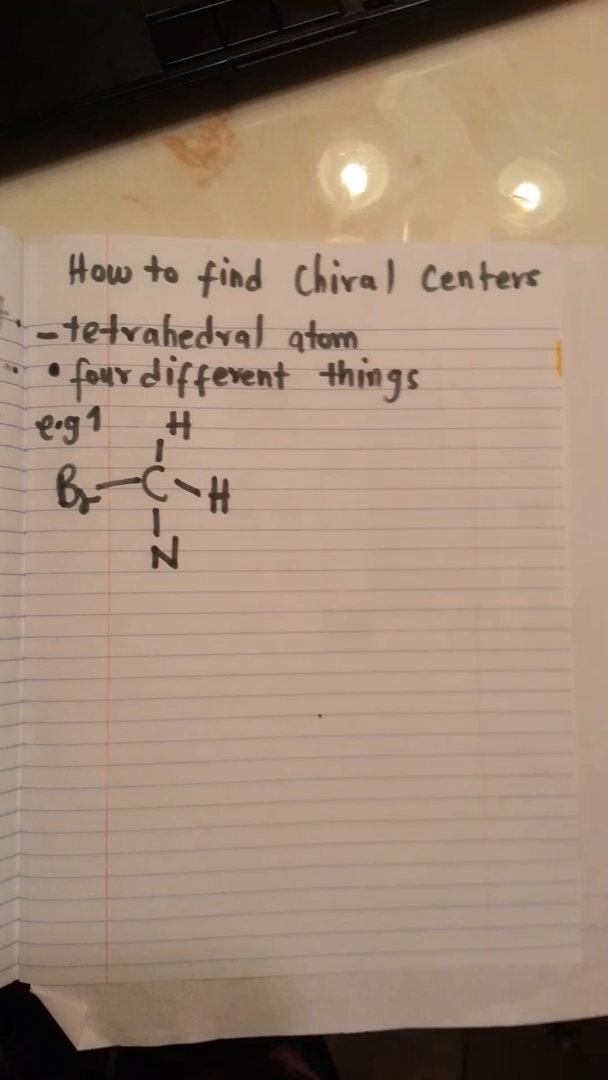 How to find Chiral Centers
-tetrahedral atom
• four different things
e.g 1
H
Br-C-H
N